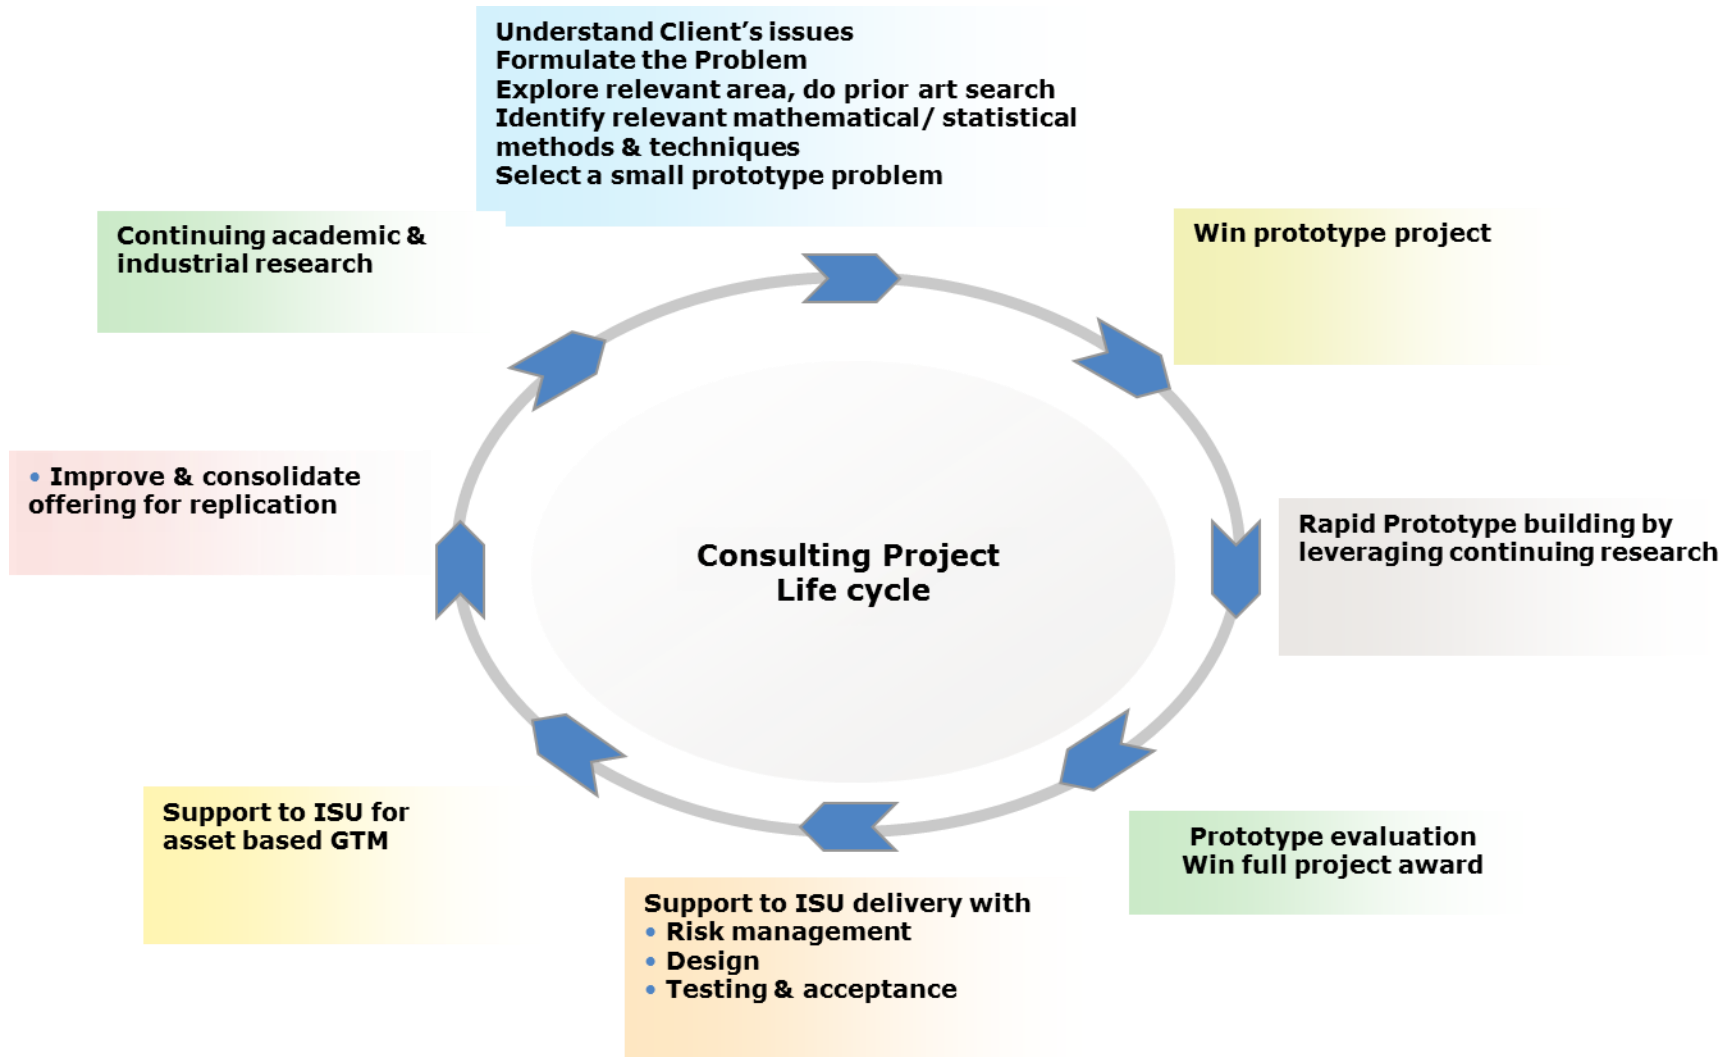 Understand Client’s issues
Formulate the Problem
Explore relevant area, do prior art search
Identify relevant mathematical/ statistical
methods & techniques
Select a small prototype problem
Continuing academic &
industrial research
Win prototype project
• Improve & consolidate
offering for replication
Rapid Prototype building by
leveraging continuing research
Consulting Project
Life cycle
Support to ISU for
asset based GTM
Prototype evaluation
Win full project award
Support to ISU delivery with
• Risk management
• Design
• Testing & acceptance